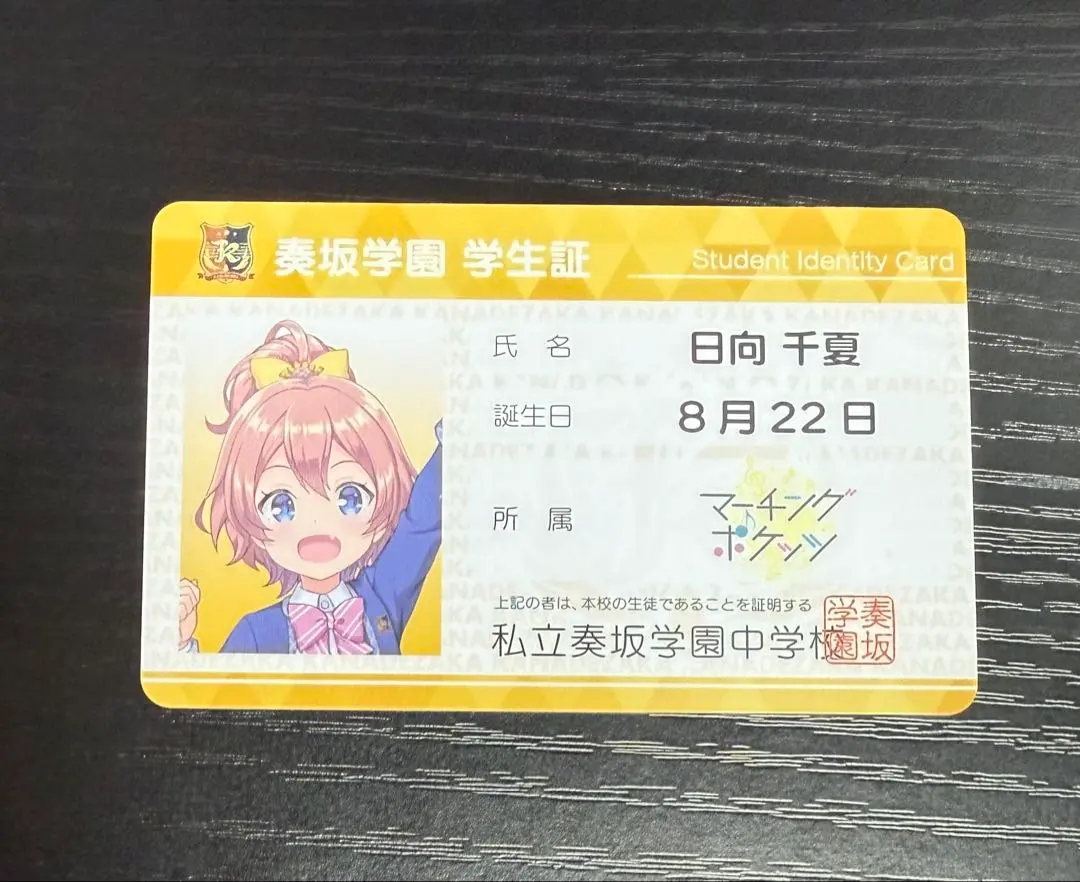 奏坂学園 学生証
Student Identity Card
氏 名 日向 千夏
誕生日 8月22日
所 属 マーチングポケッツ
上記の者は、本校の生徒であることを証明する
私立奏坂学園中学校
奏坂学園